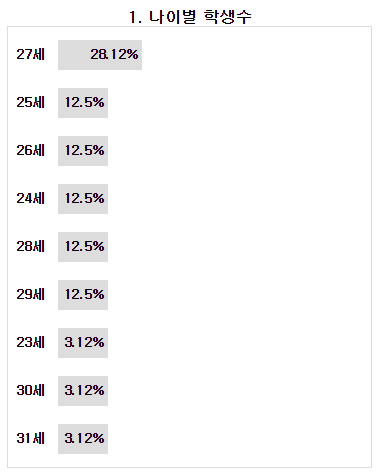 1. 나이별 학생수
27세 28.12%
25세 12.5%
26세 12.5%
24세 12.5%
28세 12.5%
29세 12.5%
23세 3.12%
30세 3.12%
31세 3.12%